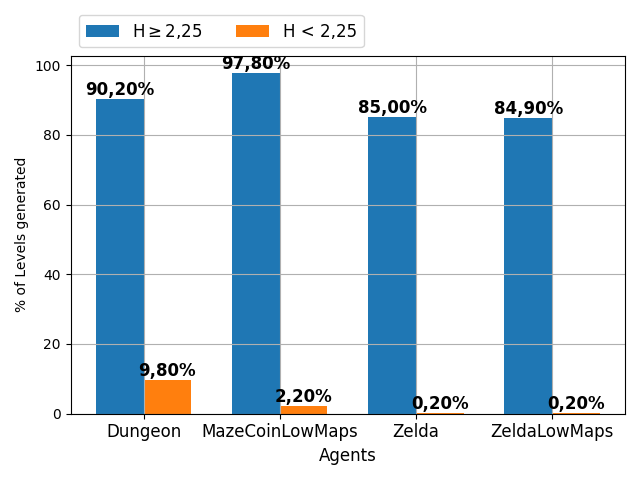 H ≥ 2,25 H < 2,25
100
80
60
40
20
0
% of Levels generated
90,20% 97,80% 85,00% 84,90%
9,80% 2,20% 0,20% 0,20%
Dungeon MazeCoinLowMaps Zelda ZeldaLowMaps
Agents